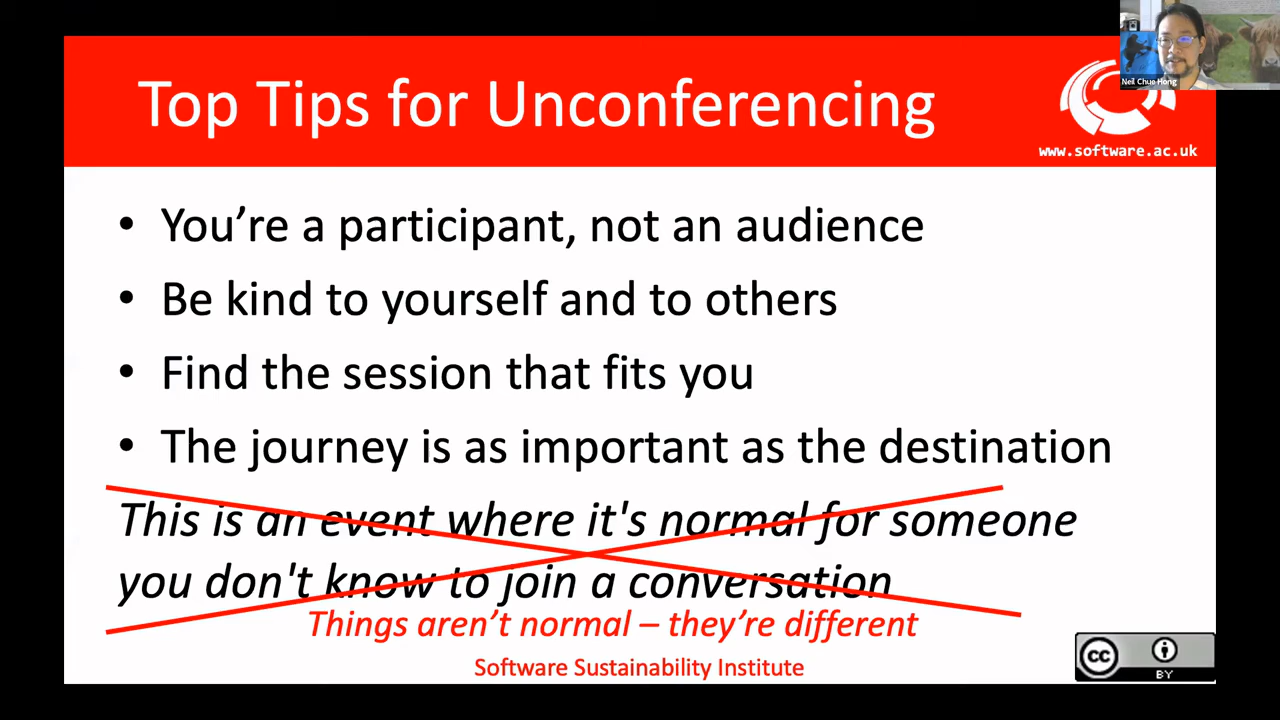 Top Tips for Unconferencing
Neil Chue Hong
www.software.ac.uk
• You’re a participant, not an audience
• Be kind to yourself and to others
• Find the session that fits you
• The journey is as important as the destination
This is an event where it's normal for someone
you don't know to join a conversation
Things aren’t normal – they’re different
Software Sustainability Institute
cc
BY